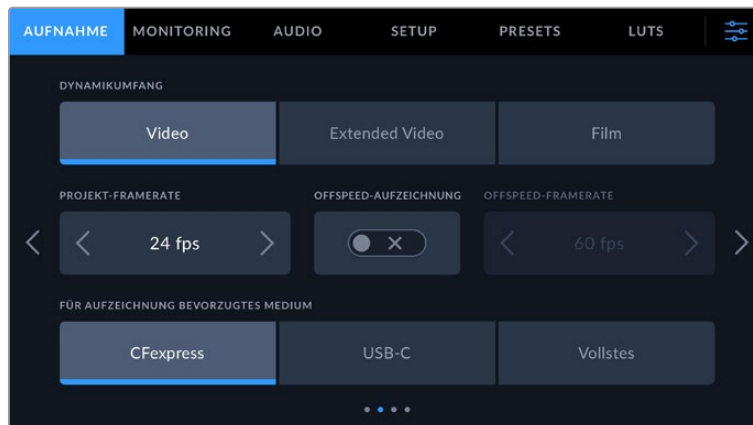 AUFNAHME MONITORING AUDIO SETUP PRESETS LUTS
DYNAMIKUMFANG
Video Extended Video Film
PROJEKT-FRAMERATE OFFSPEED-AUFZEICHNUNG OFFSPEED-FRAMERATE
24 fps 60 fps
FÜR AUFZEICHNUNG BEVORZUGTES MEDIUM
CFexpress USB-C Vollstes